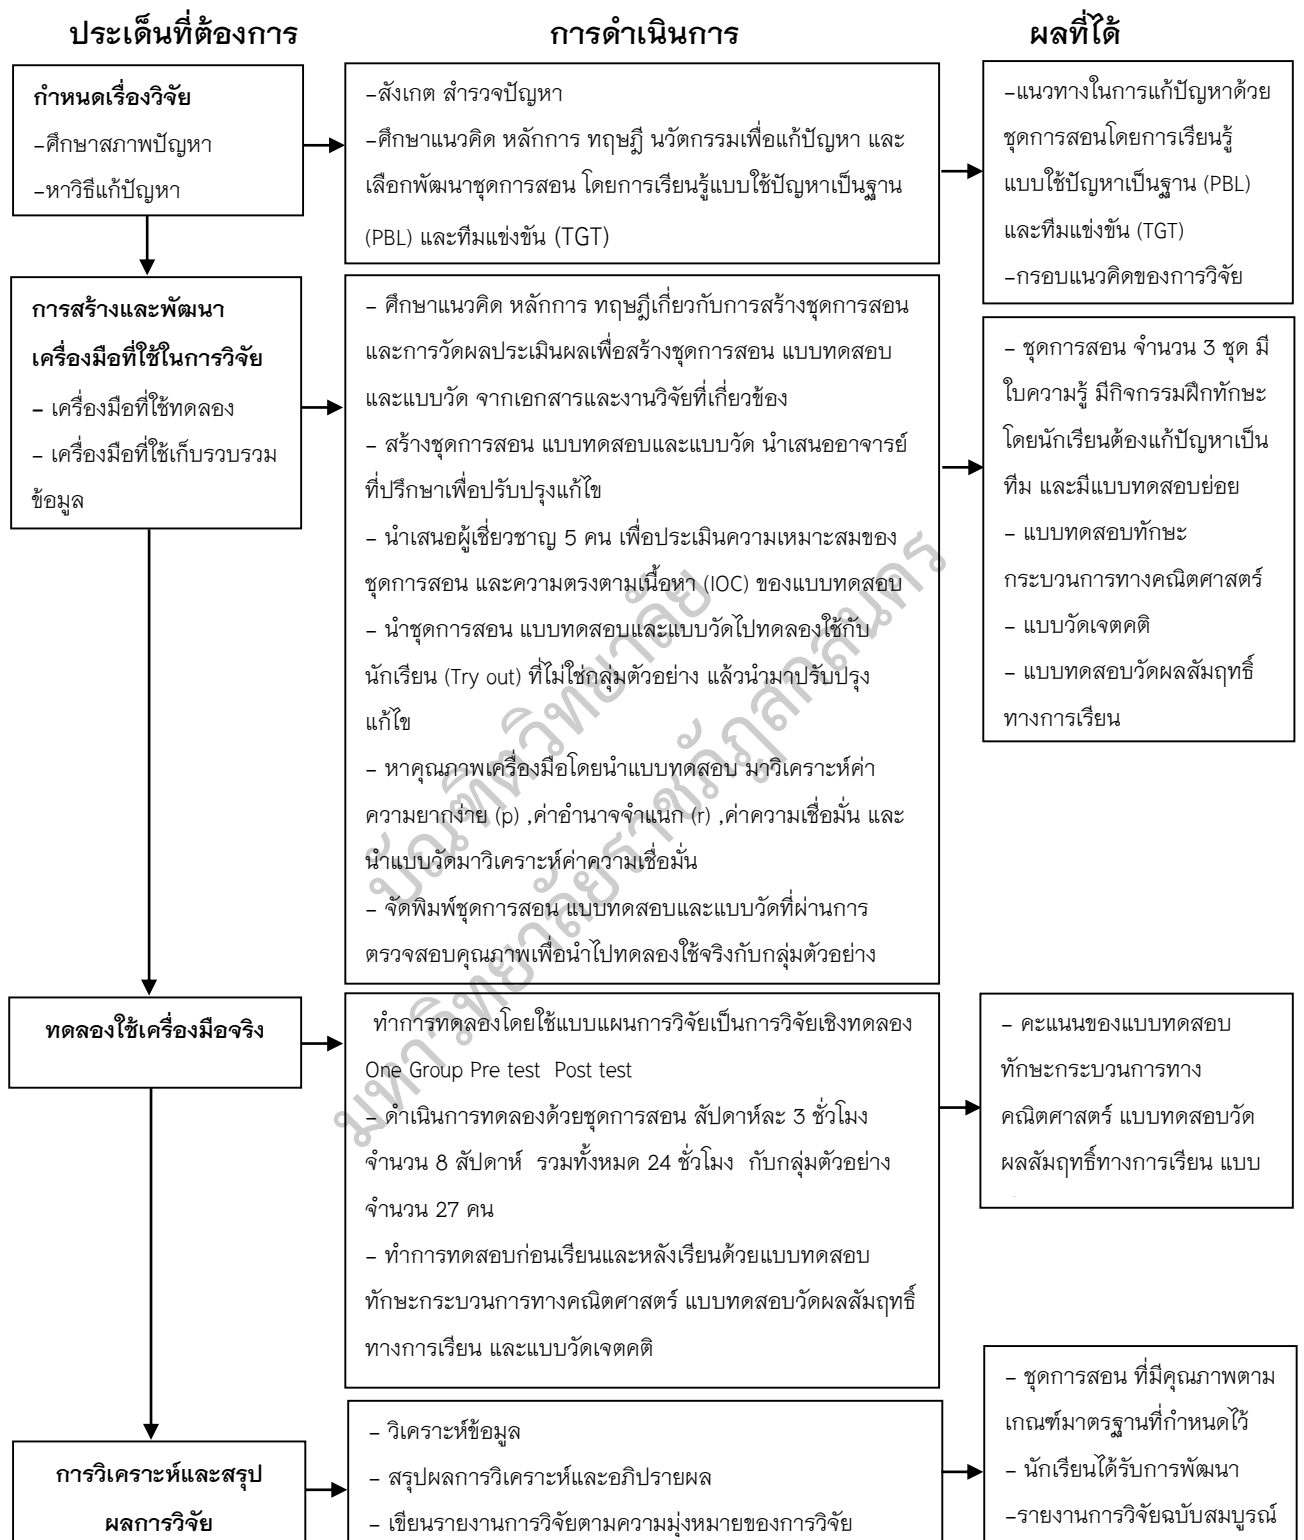 ประเด็นที่ต้องการ
การดำเนินการ
ผลที่ได้
กำหนดเรื่องวิจัย
-ศึกษาสภาพปัญหา
-หาวิธีแก้ปัญหา
-สังเกต สำรวจปัญหา
-ศึกษาแนวคิด หลักการ ทฤษฎี นวัตกรรมเพื่อแก้ปัญหา และ
เลือกพัฒนาชุดการสอน โดยการเรียนรู้แบบใช้ปัญหาเป็นฐาน
(PBL) และทีมแข่งขัน (TGT)
-แนวทางในการแก้ปัญหาด้วย
ชุดการสอนโดยการเรียนรู้
แบบใช้ปัญหาเป็นฐาน (PBL)
และทีมแข่งขัน (TGT)
-กรอบแนวคิดของการวิจัย
การสร้างและพัฒนา
เครื่องมือที่ใช้ในการวิจัย
- เครื่องมือที่ใช้ทดลอง
- เครื่องมือที่ใช้เก็บรวบรวม
ข้อมูล
- ศึกษาแนวคิด หลักการ ทฤษฎีเกี่ยวกับการสร้างชุดการสอน
และการวัดผลประเมินผลเพื่อสร้างชุดการสอน แบบทดสอบ
และแบบวัด จากเอกสารและงานวิจัยที่เกี่ยวข้อง
- สร้างชุดการสอน แบบทดสอบและแบบวัด นำเสนออาจารย์
ที่ปรึกษาเพื่อปรับปรุงแก้ไข
- นำเสนอผู้เชี่ยวชาญ 5 คน เพื่อประเมินความเหมาะสมของ
ชุดการสอน และความตรงตามเนื้อหา (IOC) ของแบบทดสอบ
- นำชุดการสอน แบบทดสอบและแบบวัดไปทดลองใช้กับ
นักเรียน (Try out) ที่ไม่ใช่กลุ่มตัวอย่าง แล้วนำมาปรับปรุง
แก้ไข
- หาคุณภาพเครื่องมือโดยนำแบบทดสอบ มาวิเคราะห์ค่า
ความยากง่าย (p) ,ค่าอำนาจจำแนก (r) ,ค่าความเชื่อมั่น และ
นำแบบวัดมาวิเคราะห์ค่าความเชื่อมั่น
- จัดพิมพ์ชุดการสอน แบบทดสอบและแบบวัดที่ผ่านการ
ตรวจสอบคุณภาพเพื่อนำไปทดลองใช้จริงกับกลุ่มตัวอย่าง
- ชุดการสอน จำนวน 3 ชุด มี
ใบความรู้ มีกิจกรรมฝึกทักษะ
โดยนักเรียนต้องแก้ปัญหาเป็น
ทีม และมีแบบทดสอบย่อย
- แบบทดสอบทักษะ
กระบวนการทางคณิตศาสตร์
- แบบวัดเจตคติ
- แบบทดสอบวัดผลสัมฤทธิ์
ทางการเรียน
ทดลองใช้เครื่องมือจริง
ทำการทดลองโดยใช้แบบแผนการวิจัยเป็นการวิจัยเชิงทดลอง
One Group Pre test Post test
- ดำเนินการทดลองด้วยชุดการสอน สัปดาห์ละ 3 ชั่วโมง
จำนวน 8 สัปดาห์ รวมทั้งหมด 24 ชั่วโมง กับกลุ่มตัวอย่าง
จำนวน 27 คน
- ทำการทดสอบก่อนเรียนและหลังเรียนด้วยแบบทดสอบ
ทักษะกระบวนการทางคณิตศาสตร์ แบบทดสอบวัดผลสัมฤทธิ์
ทางการเรียน และแบบวัดเจตคติ
- คะแนนของแบบทดสอบ
ทักษะกระบวนการทาง
คณิตศาสตร์ แบบทดสอบวัด
ผลสัมฤทธิ์ทางการเรียน แบบ
การวิเคราะห์และสรุป
ผลการวิจัย
- วิเคราะห์ข้อมูล
- สรุปผลการวิเคราะห์และอภิปรายผล
- เขียนรายงานการวิจัยตามความมุ่งหมายของการวิจัย
- ชุดการสอน ที่มีคุณภาพตาม
เกณฑ์มาตรฐานที่กำหนดไว้
- นักเรียนได้รับการพัฒนา
-รายงานการวิจัยฉบับสมบูรณ์
บัณฑิตวิทยาลัย
มหาวิทยาลัยราชภัฏสกลนคร